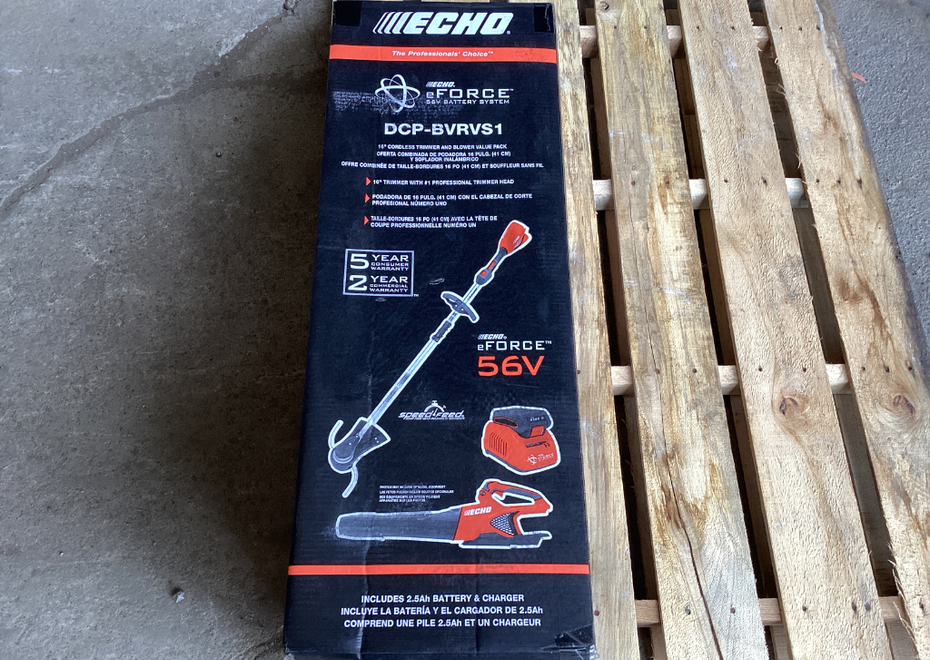 ECHO
The Professionals' Choice™
ECHO
eFORCE™
56V BATTERY SYSTEM
DCP-BVRVS1
16" CORDLESS TRIMMER AND BLOWER VALUE PACK
OFERTA COMBINADA DE PODADORA 16 PULG. (41 CM)
Y SOPLADOR INALÁMBRICO
OFFRE COMBINÉE DE TAILLE-BORDURES 16 PO (41 CM) ET SOUFFLEUR SANS FIL
16" TRIMMER WITH #1 PROFESSIONAL TRIMMER HEAD
PODADORA DE 16 PULG. (41 CM) CON EL CABEZAL DE CORTE
PROFESIONAL NÚMERO UNO
TAILLE-BORDURES 16 PO (41 CM) AVEC LA TÊTE DE
COUPE PROFESSIONNELLE NUMÉRO UN
5 YEAR
CONSUMER
WARRANTY
2 YEAR
COMMERCIAL
WARRANTY
ECHO
eFORCE™
56V
speed feed
ECHO
INCLUDES 2.5Ah BATTERY & CHARGER
INCLUYE LA BATERÍA Y EL CARGADOR DE 2.5Ah
COMPREND UNE PILE 2.5Ah ET UN CHARGEUR